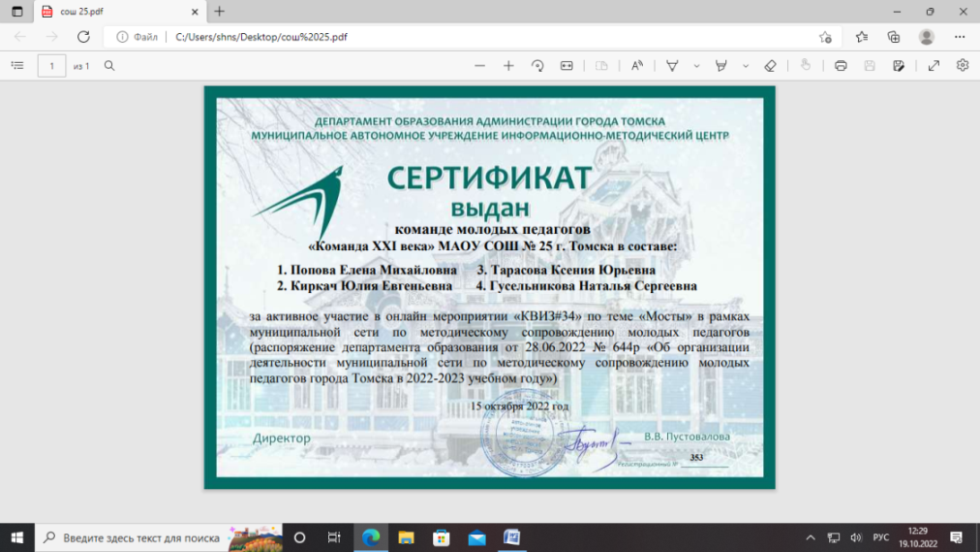 сош 25.pdf
Файл
C:/Users/shns/Desktop/сош%2025.pdf
1 из 1
ДЕПАРТАМЕНТ ОБРАЗОВАНИЯ АДМИНИСТРАЦИИ ГОРОДА ТОМСКА
МУНИЦИПАЛЬНОЕ АВТОНОМНОЕ УЧРЕЖДЕНИЕ ИНФОРМАЦИОННО-МЕТОДИЧЕСКИЙ ЦЕНТР
СЕРТИФИКАТ
выдан
команде молодых педагогов
«Команда XXI века» МАОУ СОШ № 25 г. Томска в составе:
1. Попова Елена Михайловна 3. Тарасова Ксения Юрьевна
2. Киркач Юлия Евгеньевна 4. Гусельникова Наталья Сергеевна
за активное участие в онлайн мероприятии «КВИЗ#34» по теме «Мосты» в рамках
муниципальной сети по методическому сопровождению молодых педагогов
(распоряжение департамента образования от 28.06.2022 № 644р «Об организации
деятельности муниципальной сети по методическому сопровождению молодых
педагогов города Томска в 2022-2023 учебном году»)
15 октября 2022 год
Директор
В.В. Пустовалова
Регистрационный № 353
Введите здесь текст для поиска
РУС
12:29
19.10.2022